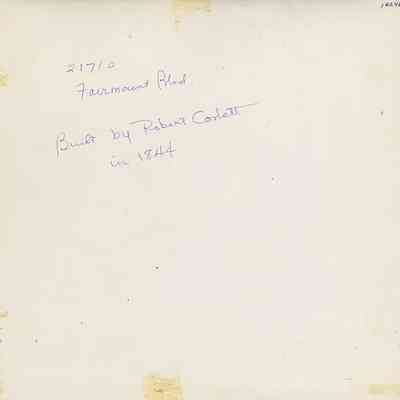 21710
Fairmount Blvd.
Built by Robert Corlett
in 1844